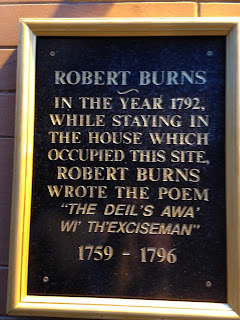 ROBERT BURNS
IN THE YEAR 1792,
WHILE STAYING IN
THE HOUSE WHICH
OCCUPIED THIS SITE,
ROBERT BURNS
WROTE THE POEM
"THE DEIL'S AWA'
WI' TH'EXCISEMAN"
1759 - 1796